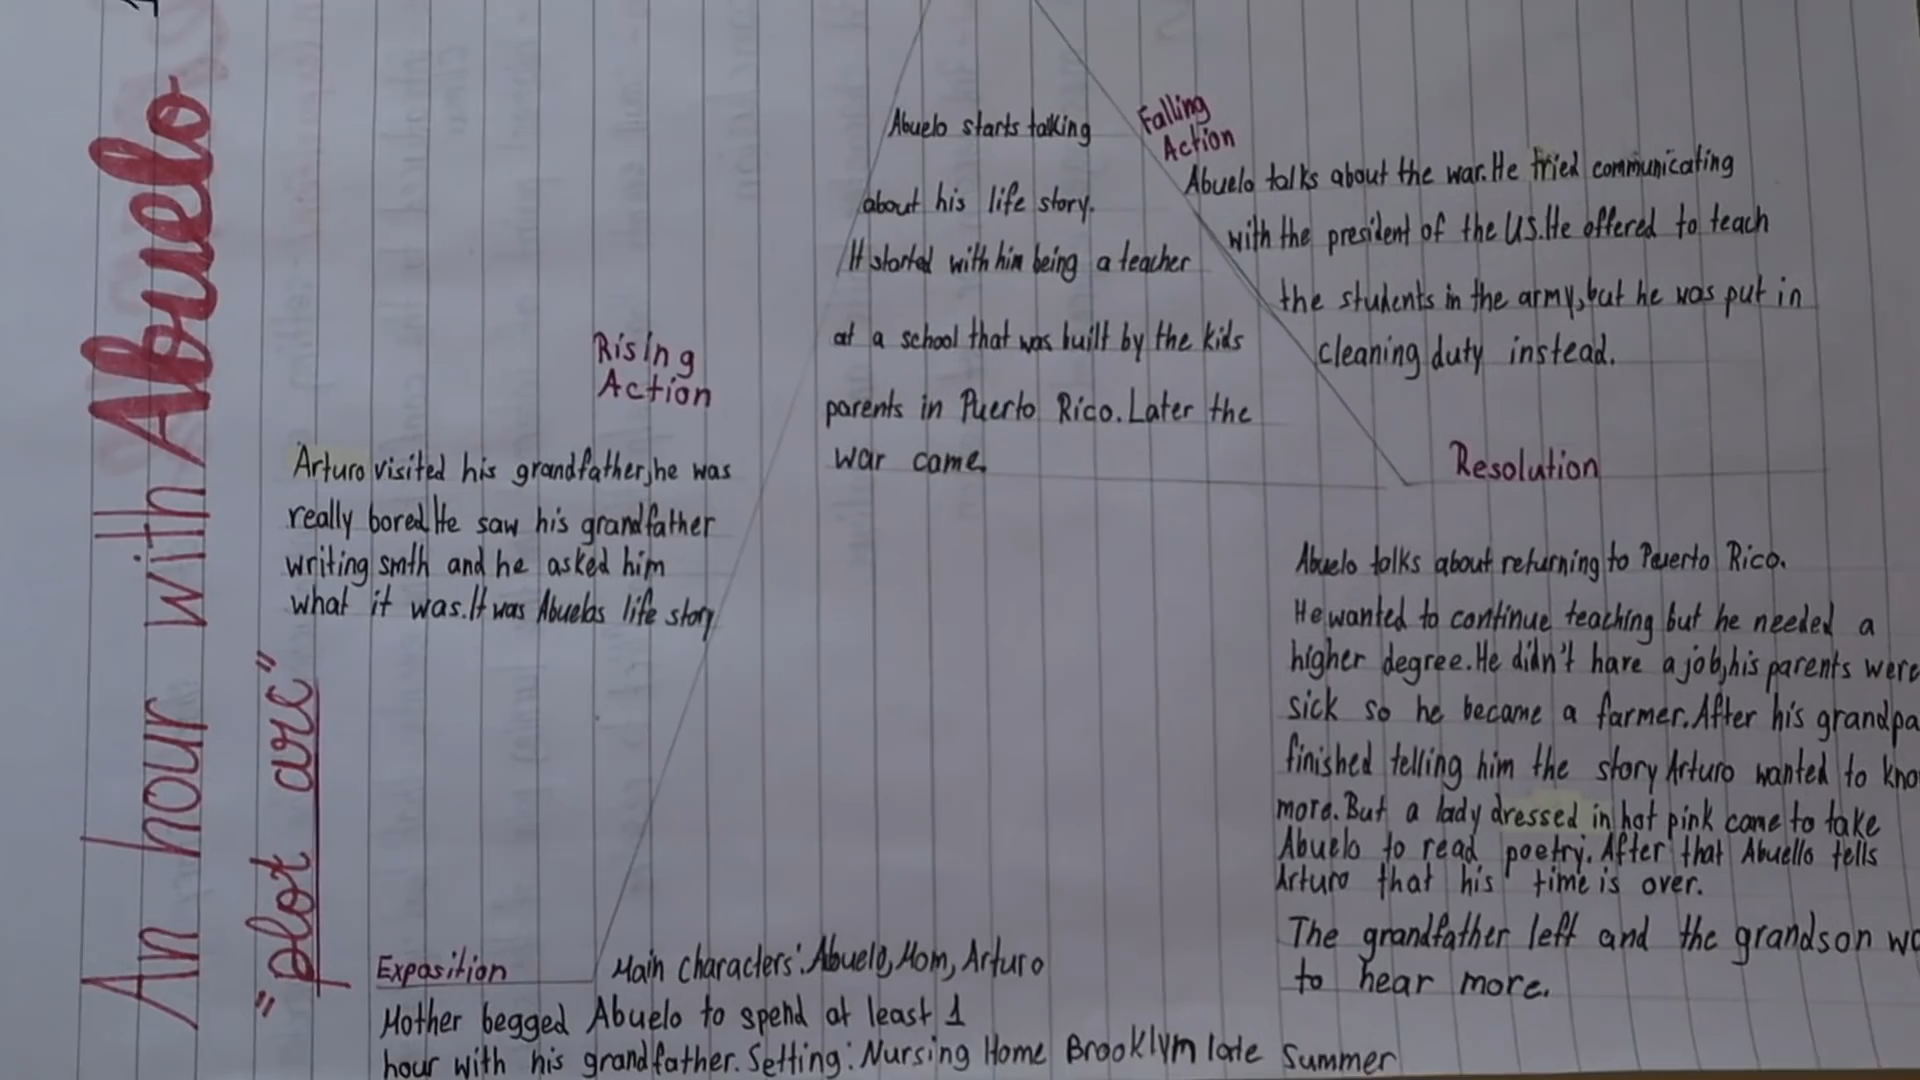 An hour with Abuelo
"plot arc"
Abuelo starts talking
about his life story.
It started with him being a teacher
at a school that was built by the kids
parents in Puerto Rico. Later the
war came.
Falling
Action
Abuelo talks about the war. He tried communicating
with the president of the US. He offered to teach
the students in the army, but he was put in
cleaning duty instead.
Rising
Action
Arturo visited his grandfather, he was
really bored. He saw his grandfather
writing smth and he asked him
what it was. It was Abuelos life story
Resolution
Abuelo talks about returning to Puerto Rico.
He wanted to continue teaching but he needed a
higher degree. He didn't have a job, his parents were
sick so he became a farmer. After his grandpa
finished telling him the story Arturo wanted to
more. But a lady dressed in hot pink came to take
Abuelo to read poetry. After that Abuello tells
Arturo that his time is over.
The grandfather left and the grandson
to hear more.
Exposition
Main characters: Abuelo, Mom, Arturo
Mother begged Abuelo to spend at least 1
hour with his grandfather. Setting: Nursing Home Brooklym late Summer